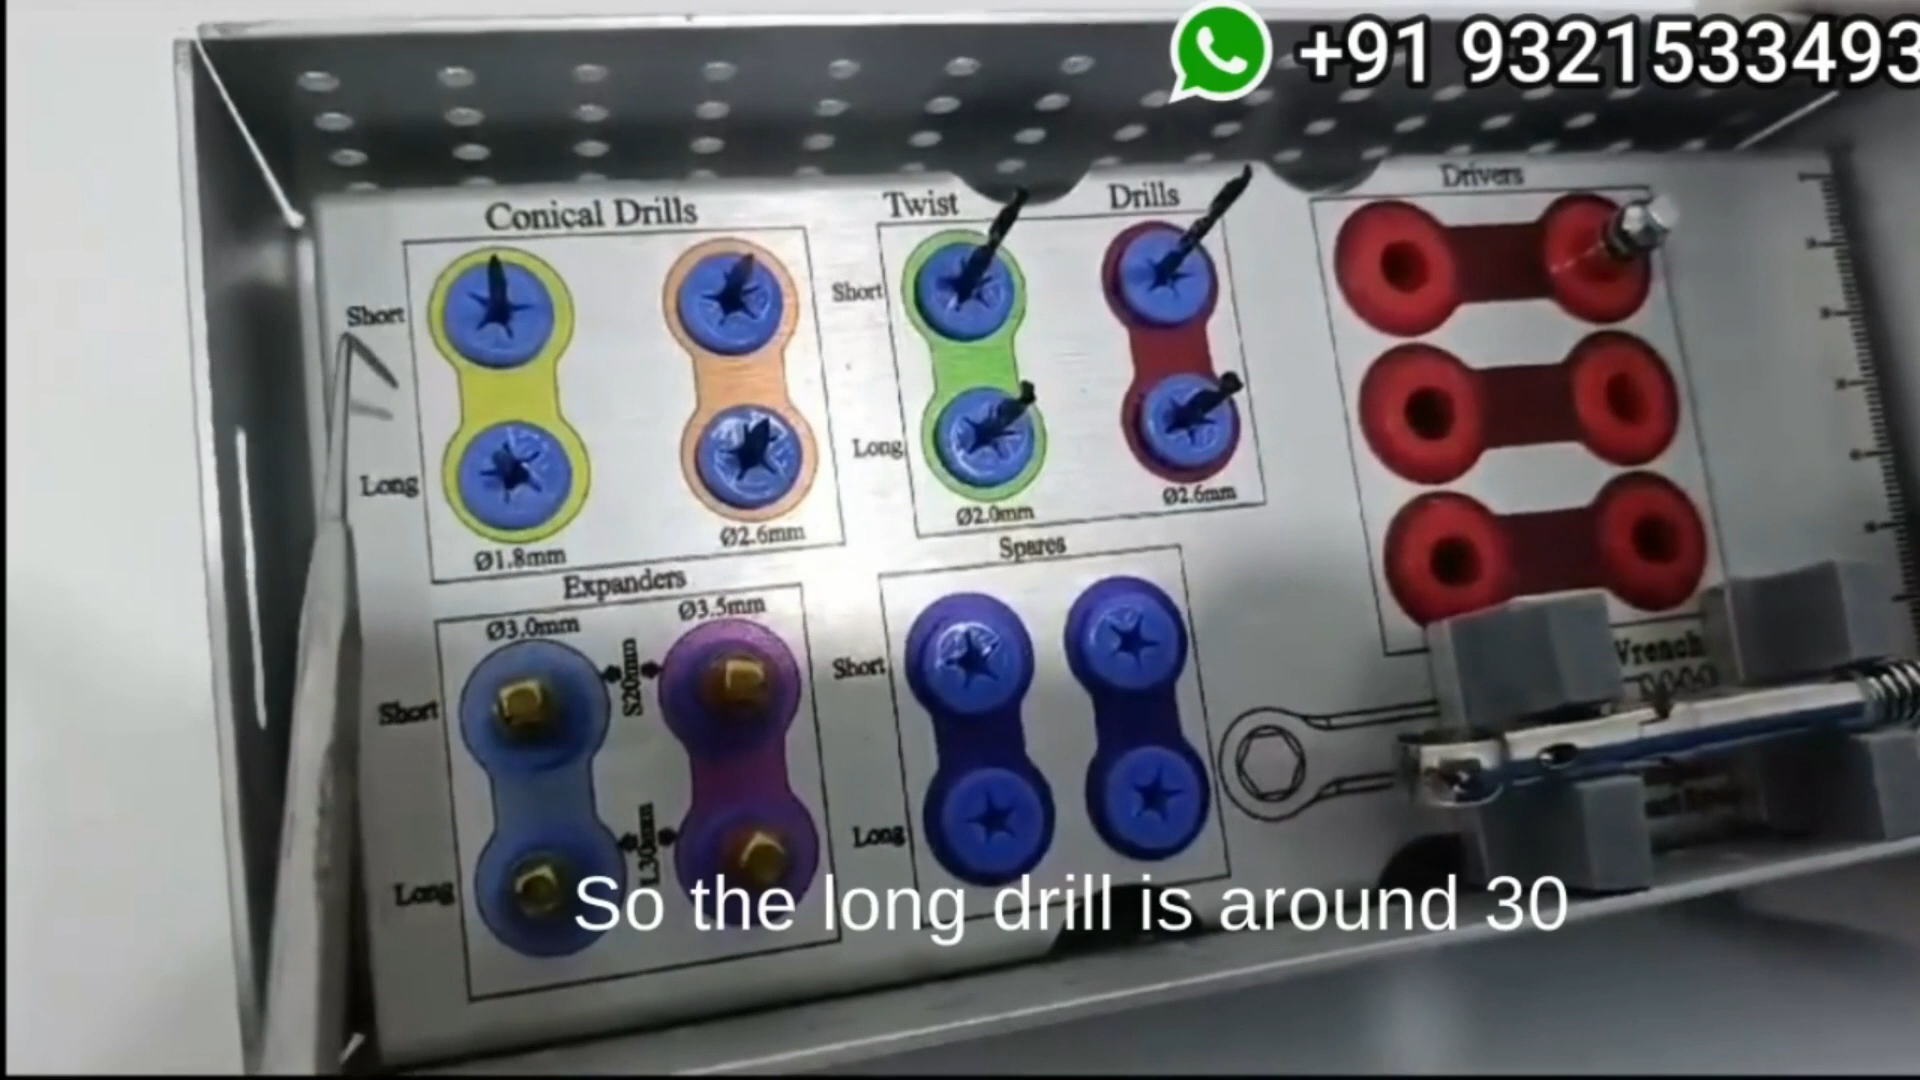 +91 9321533493
Conical Drills
Short
Long
Ø1.8mm
Ø2.6mm
Twist Drills
Short
Long
Ø2.0mm
Ø2.6mm
Drivers
Expanders
Ø3.0mm
Ø3.5mm
Short
S20mm
Long
L30mm
Spares
Short
Long
Wrench
So the long drill is around 30